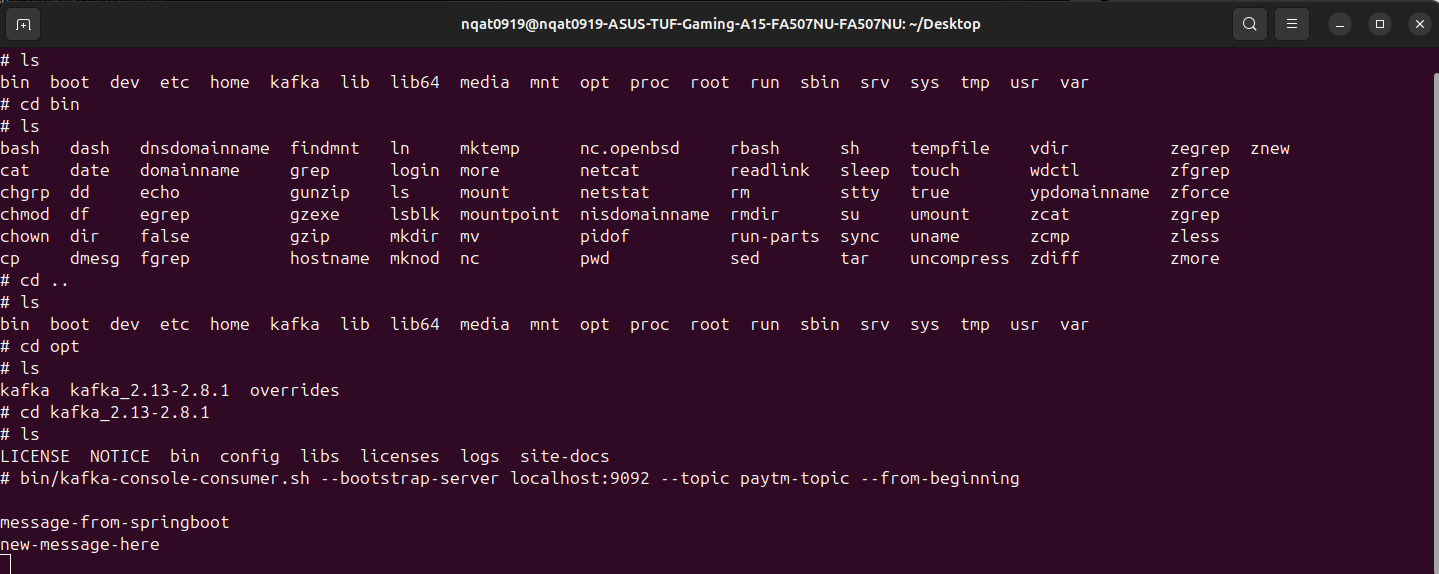 nqat0919@nqat0919-ASUS-TUF-Gaming-A15-FA507NU-FA507NU: ~/Desktop
# ls
bin  boot  dev  etc  home  kafka  lib  lib64  media  mnt  opt  proc  root  run  sbin  srv  sys  tmp  usr  var
# cd bin
# ls
bash   dash   dnsdomainname  findmnt   ln     mktemp      nc.openbsd     rbash      sh     tempfile    vdir           zegrep  znew
cat    date   domainname     grep      login  more        netcat         readlink   sleep  touch       wdctl          zfgrep
chgrp  dd     echo           gunzip    ls     mount       netstat        rm         stty   true        ypdomainname   zforce
chmod  df     egrep          gzexe     lsblk  mountpoint  nisdomainname  rmdir      su     umount      zcat           zgrep
chown  dir    false          gzip      mkdir  mv          pidof          run-parts  sync   uname       zcmp           zless
cp     dmesg  fgrep          hostname  mknod  nc          pwd            sed        tar    uncompress  zdiff          zmore
# cd ..
# ls
bin  boot  dev  etc  home  kafka  lib  lib64  media  mnt  opt  proc  root  run  sbin  srv  sys  tmp  usr  var
# cd opt
# ls
kafka  kafka_2.13-2.8.1  overrides
# cd kafka_2.13-2.8.1
# ls
LICENSE  NOTICE  bin  config  libs  licenses  logs  site-docs
# bin/kafka-console-consumer.sh --bootstrap-server localhost:9092 --topic paytm-topic --from-beginning
message-from-springboot
new-message-here